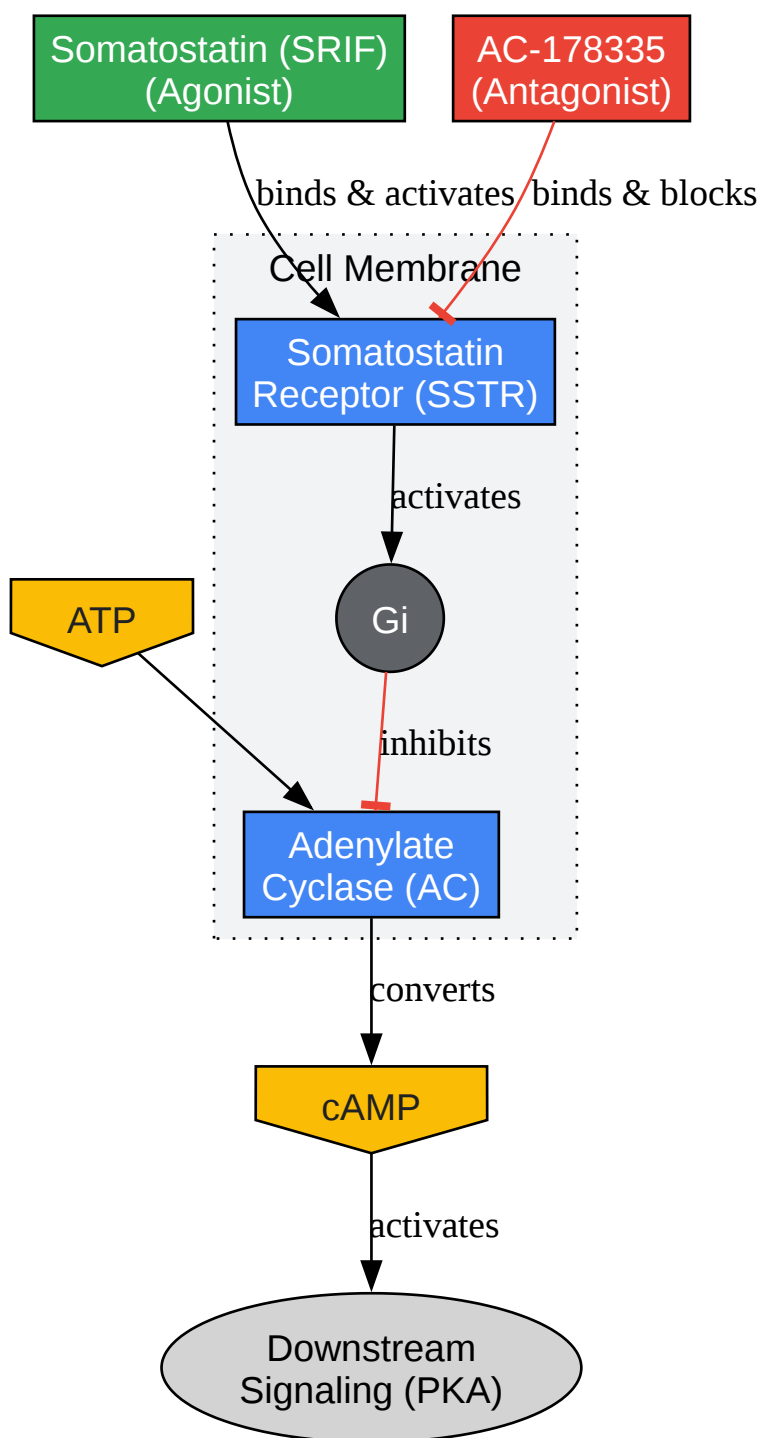 Somatostatin (SRIF)
(Agonist)
AC-178335
(Antagonist)
binds & activates
binds & blocks
Cell Membrane
Somatostatin
Receptor (SSTR)
activates
ATP
Gi
inhibits
Adenylate
Cyclase (AC)
converts
cAMP
activates
Downstream
Signaling (PKA)